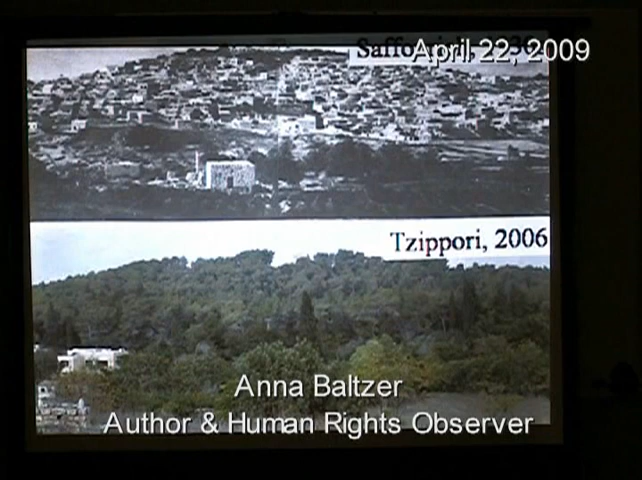 April 22, 2009
Tzippori, 2006
Anna Baltzer
Author & Human Rights Observer